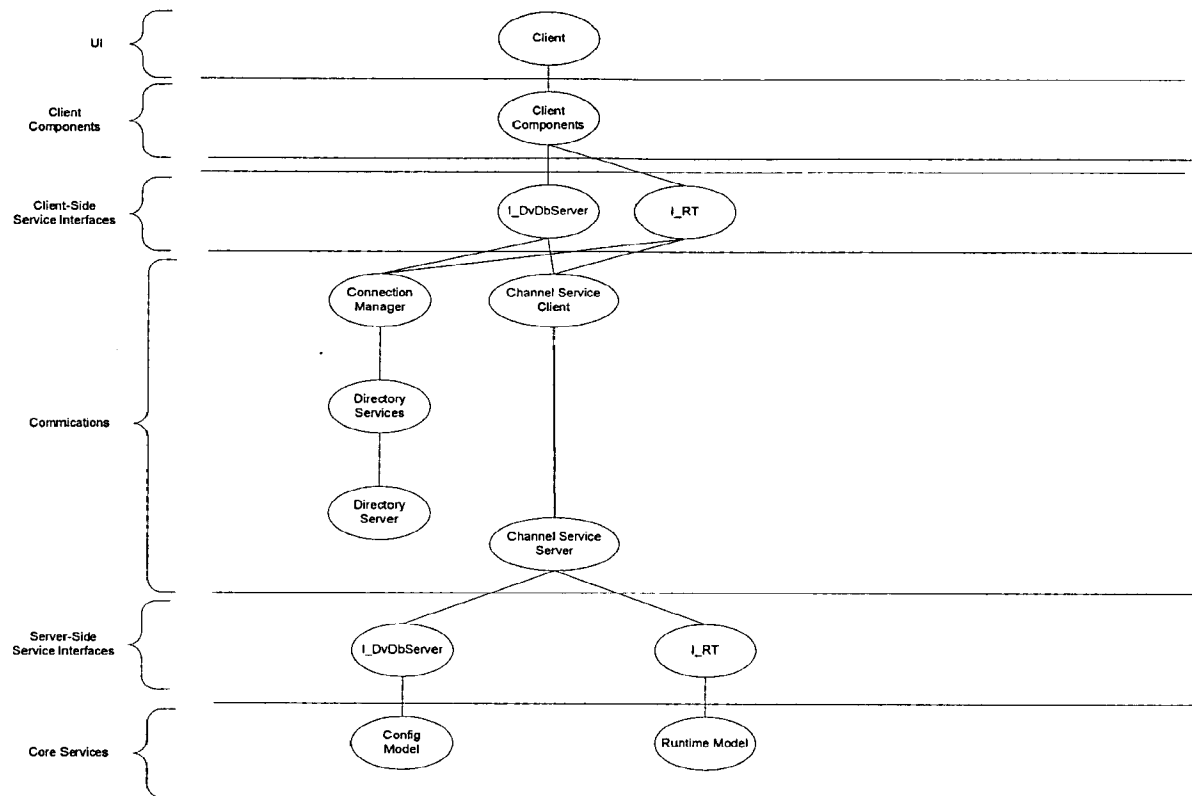 UI
Client
Client
Components
Client
Components
Client-Side
Service Interfaces
I_DvDbServer
I_RT
Connection
Manager
Channel Service
Client
Commications
Directory
Services
Directory
Server
Channel Service
Server
Server-Side
Service Interfaces
I_DvDbServer
I_RT
Core Services
Config
Model
Runtime Model